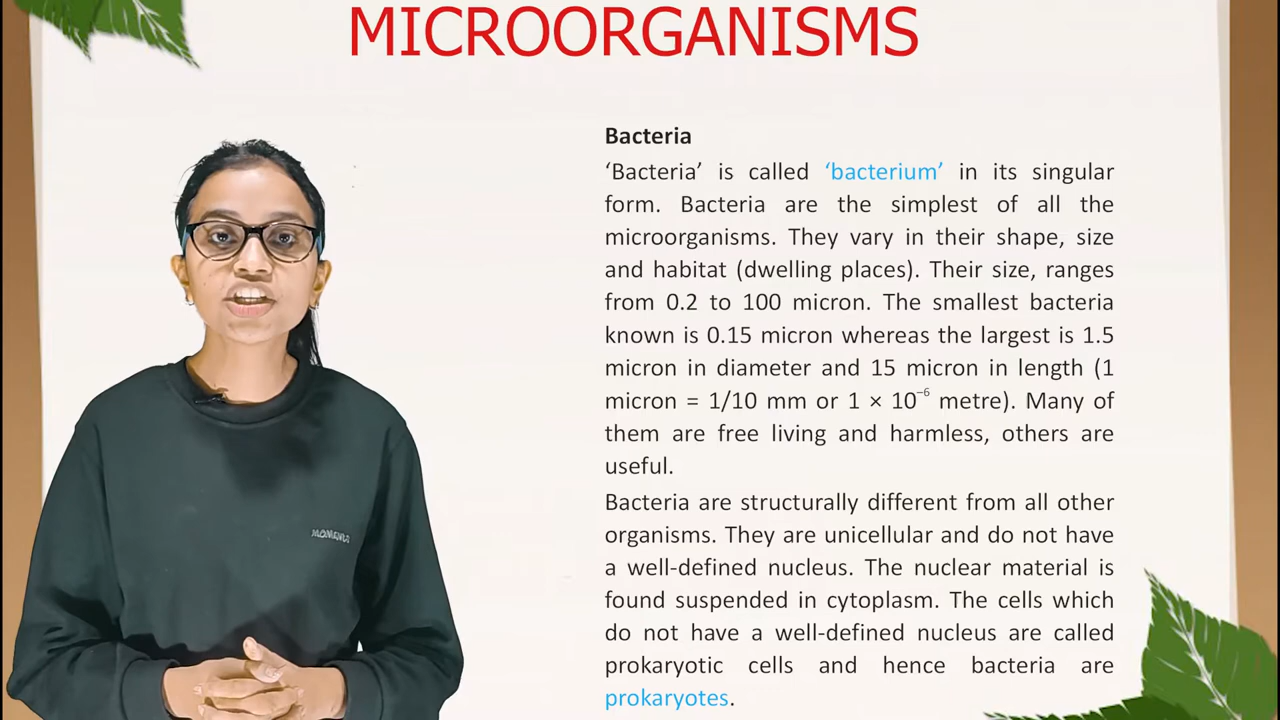 MICROORGANISMS
Bacteria
‘Bacteria’ is called ‘bacterium’ in its singular
form. Bacteria are the simplest of all the
microorganisms. They vary in their shape, size
and habitat (dwelling places). Their size, ranges
from 0.2 to 100 micron. The smallest bacteria
known is 0.15 micron whereas the largest is 1.5
micron in diameter and 15 micron in length (1
micron = 1/10 mm or 1 × 10⁻⁶ metre). Many of
them are free living and harmless, others are
useful.
Bacteria are structurally different from all other
organisms. They are unicellular and do not have
a well-defined nucleus. The nuclear material is
found suspended in cytoplasm. The cells which
do not have a well-defined nucleus are called
prokaryotic cells and hence bacteria are
prokaryotes.